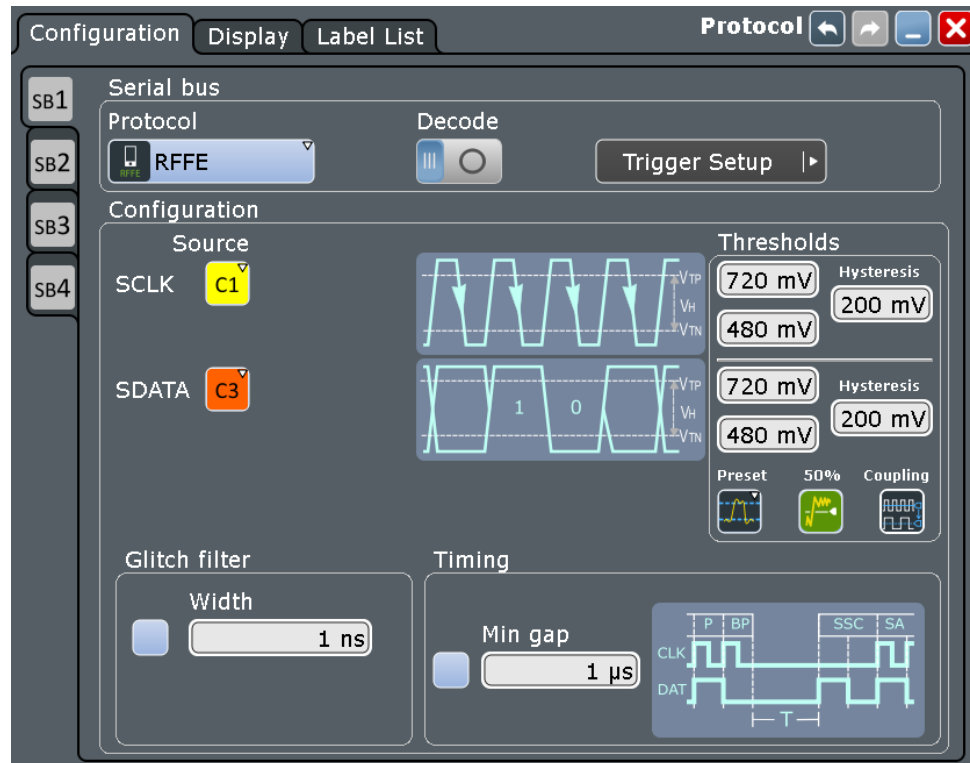 Configuration Display Label List Protocol
SB1
SB2
SB3
SB4
Serial bus
Protocol Decode
RFFE RFFE Trigger Setup
Configuration
Source Thresholds
SCLK C1 VTP VH VTN 720 mV Hysteresis
480 mV 200 mV
SDATA C3 1 0 VTP VH VTN 720 mV Hysteresis
480 mV 200 mV
Preset 50% Coupling
Glitch filter
Width
1 ns
Timing
Min gap
1 µs
P BP SSC SA
CLK
DAT
T